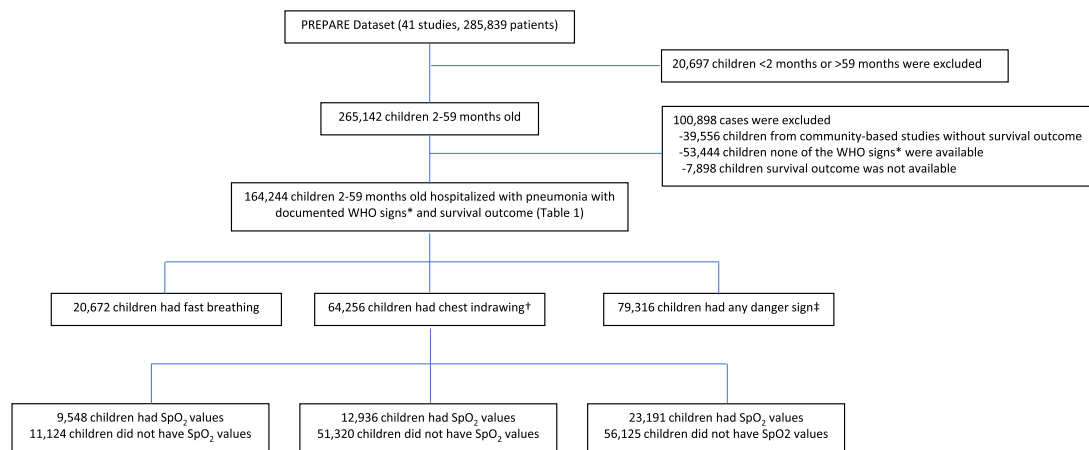 PREPARE Dataset (41 studies, 285,839 patients)
20,697 children <2 months or >59 months were excluded
265,142 children 2-59 months old
100,898 cases were excluded
-39,556 children from community-based studies without survival outcome
-53,444 children none of the WHO signs* were available
-7,898 children survival outcome was not available
164,244 children 2-59 months old hospitalized with pneumonia with
documented WHO signs* and survival outcome (Table 1)
20,672 children had fast breathing
64,256 children had chest indrawing†
79,316 children had any danger sign‡
9,548 children had SpO₂ values
11,124 children did not have SpO₂ values
12,936 children had SpO₂ values
51,320 children did not have SpO₂ values
23,191 children had SpO₂ values
56,125 children did not have SpO2 values